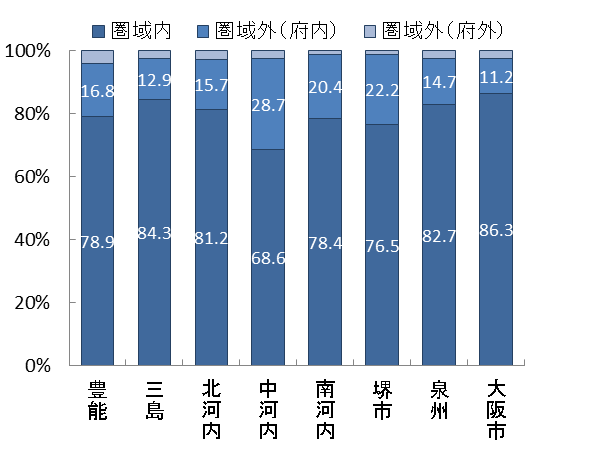 圏域内 圏域外（府内） 圏域外（府外）
100%
80%
60%
40%
20%
0%
16.8 12.9 15.7 28.7 20.4 22.2 14.7 11.2
78.9 84.3 81.2 68.6 78.4 76.5 82.7 86.3
豊能 三島 北河内 中河内 南河内 堺市 泉州 大阪市